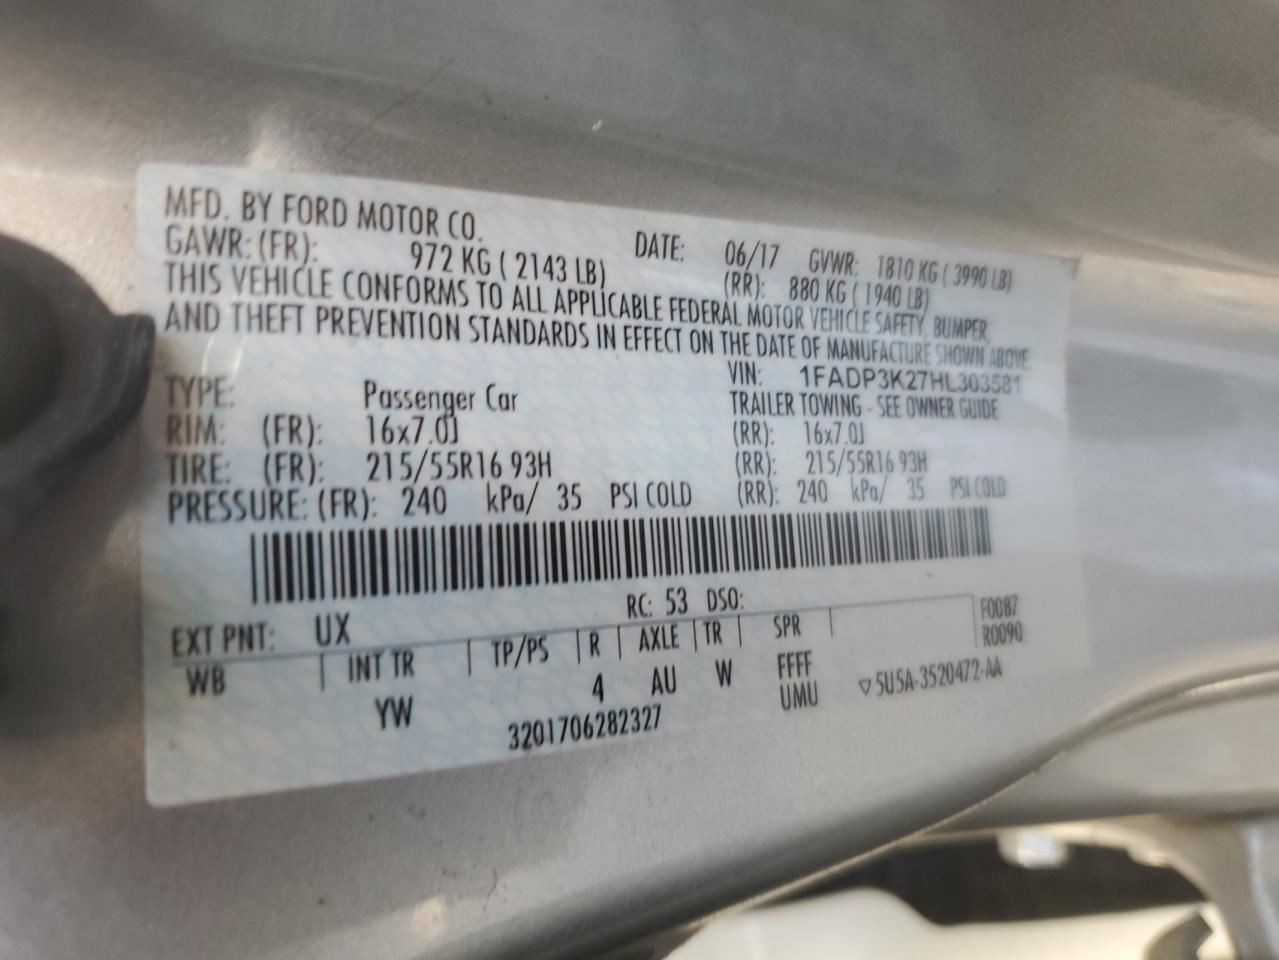 MFD. BY FORD MOTOR CO.
DATE: 06/17 GVWR: 1810 KG ( 3990 LB)
GAWR: (FR): 972 KG ( 2143 LB) (RR): 880 KG ( 1940 LB)
THIS VEHICLE CONFORMS TO ALL APPLICABLE FEDERAL MOTOR VEHICLE SAFETY, BUMPER,
AND THEFT PREVENTION STANDARDS IN EFFECT ON THE DATE OF MANUFACTURE SHOWN ABOVE
VIN: 1FADP3K27HL303581
TYPE: Passenger Car TRAILER TOWING - SEE OWNER GUIDE
RIM: (FR): 16x7.0J (RR): 16x7.0J
TIRE: (FR): 215/55R16 93H (RR): 215/55R16 93H
PRESSURE: (FR): 240 kPa/ 35 PSI COLD (RR): 240 kPa/ 35 PSI COLD
EXT PNT: UX RC: 53 DSO: F0087
WB | INT TR | TP/PS | R | AXLE | TR | SPR | R0090
YW 4 AU W FFFF
UMU ▽ 5U5A-3520472-AA
3201706282327